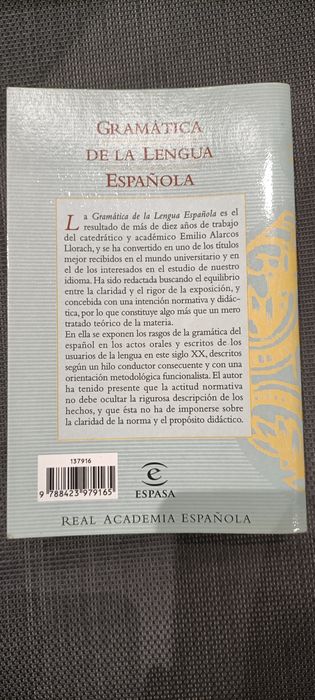 GRAMÁTICA
DE LA LENGUA
ESPAÑOLA
La Gramática de la Lengua Española es el
resultado de más de diez años de trabajo
del catedrático y académico Emilio Alarcos
Llorach, y se ha convertido en uno de los títulos
mejor recibidos en el mundo universitario y en
el de los interesados en el estudio de nuestro
idioma. Ha sido redactada buscando el equilibrio
entre la claridad y el rigor de la exposición, y
concebida con una intención normativa y didác-
tica, por lo que constituye algo más que un mero
tratado teórico de la materia.
En ella se exponen los rasgos de la gramática del
español en los actos orales y escritos de
los usuarios de la lengua en este siglo XX, descritos
según un hilo conductor consecuente y con una
orientación metodológica funcionalista. El autor
ha tenido presente que la actitud normativa
no debe ocultar la rigurosa descripción de los
hechos, y que ésta no ha de imponerse sobre
la claridad de la norma y el propósito didáctico.
137916
9 788423 979165
e
ESPASA
REAL ACADEMIA ESPAÑOLA